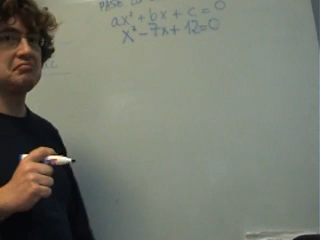 ax² + bx + c = 0
x² - 7x + 12 = 0